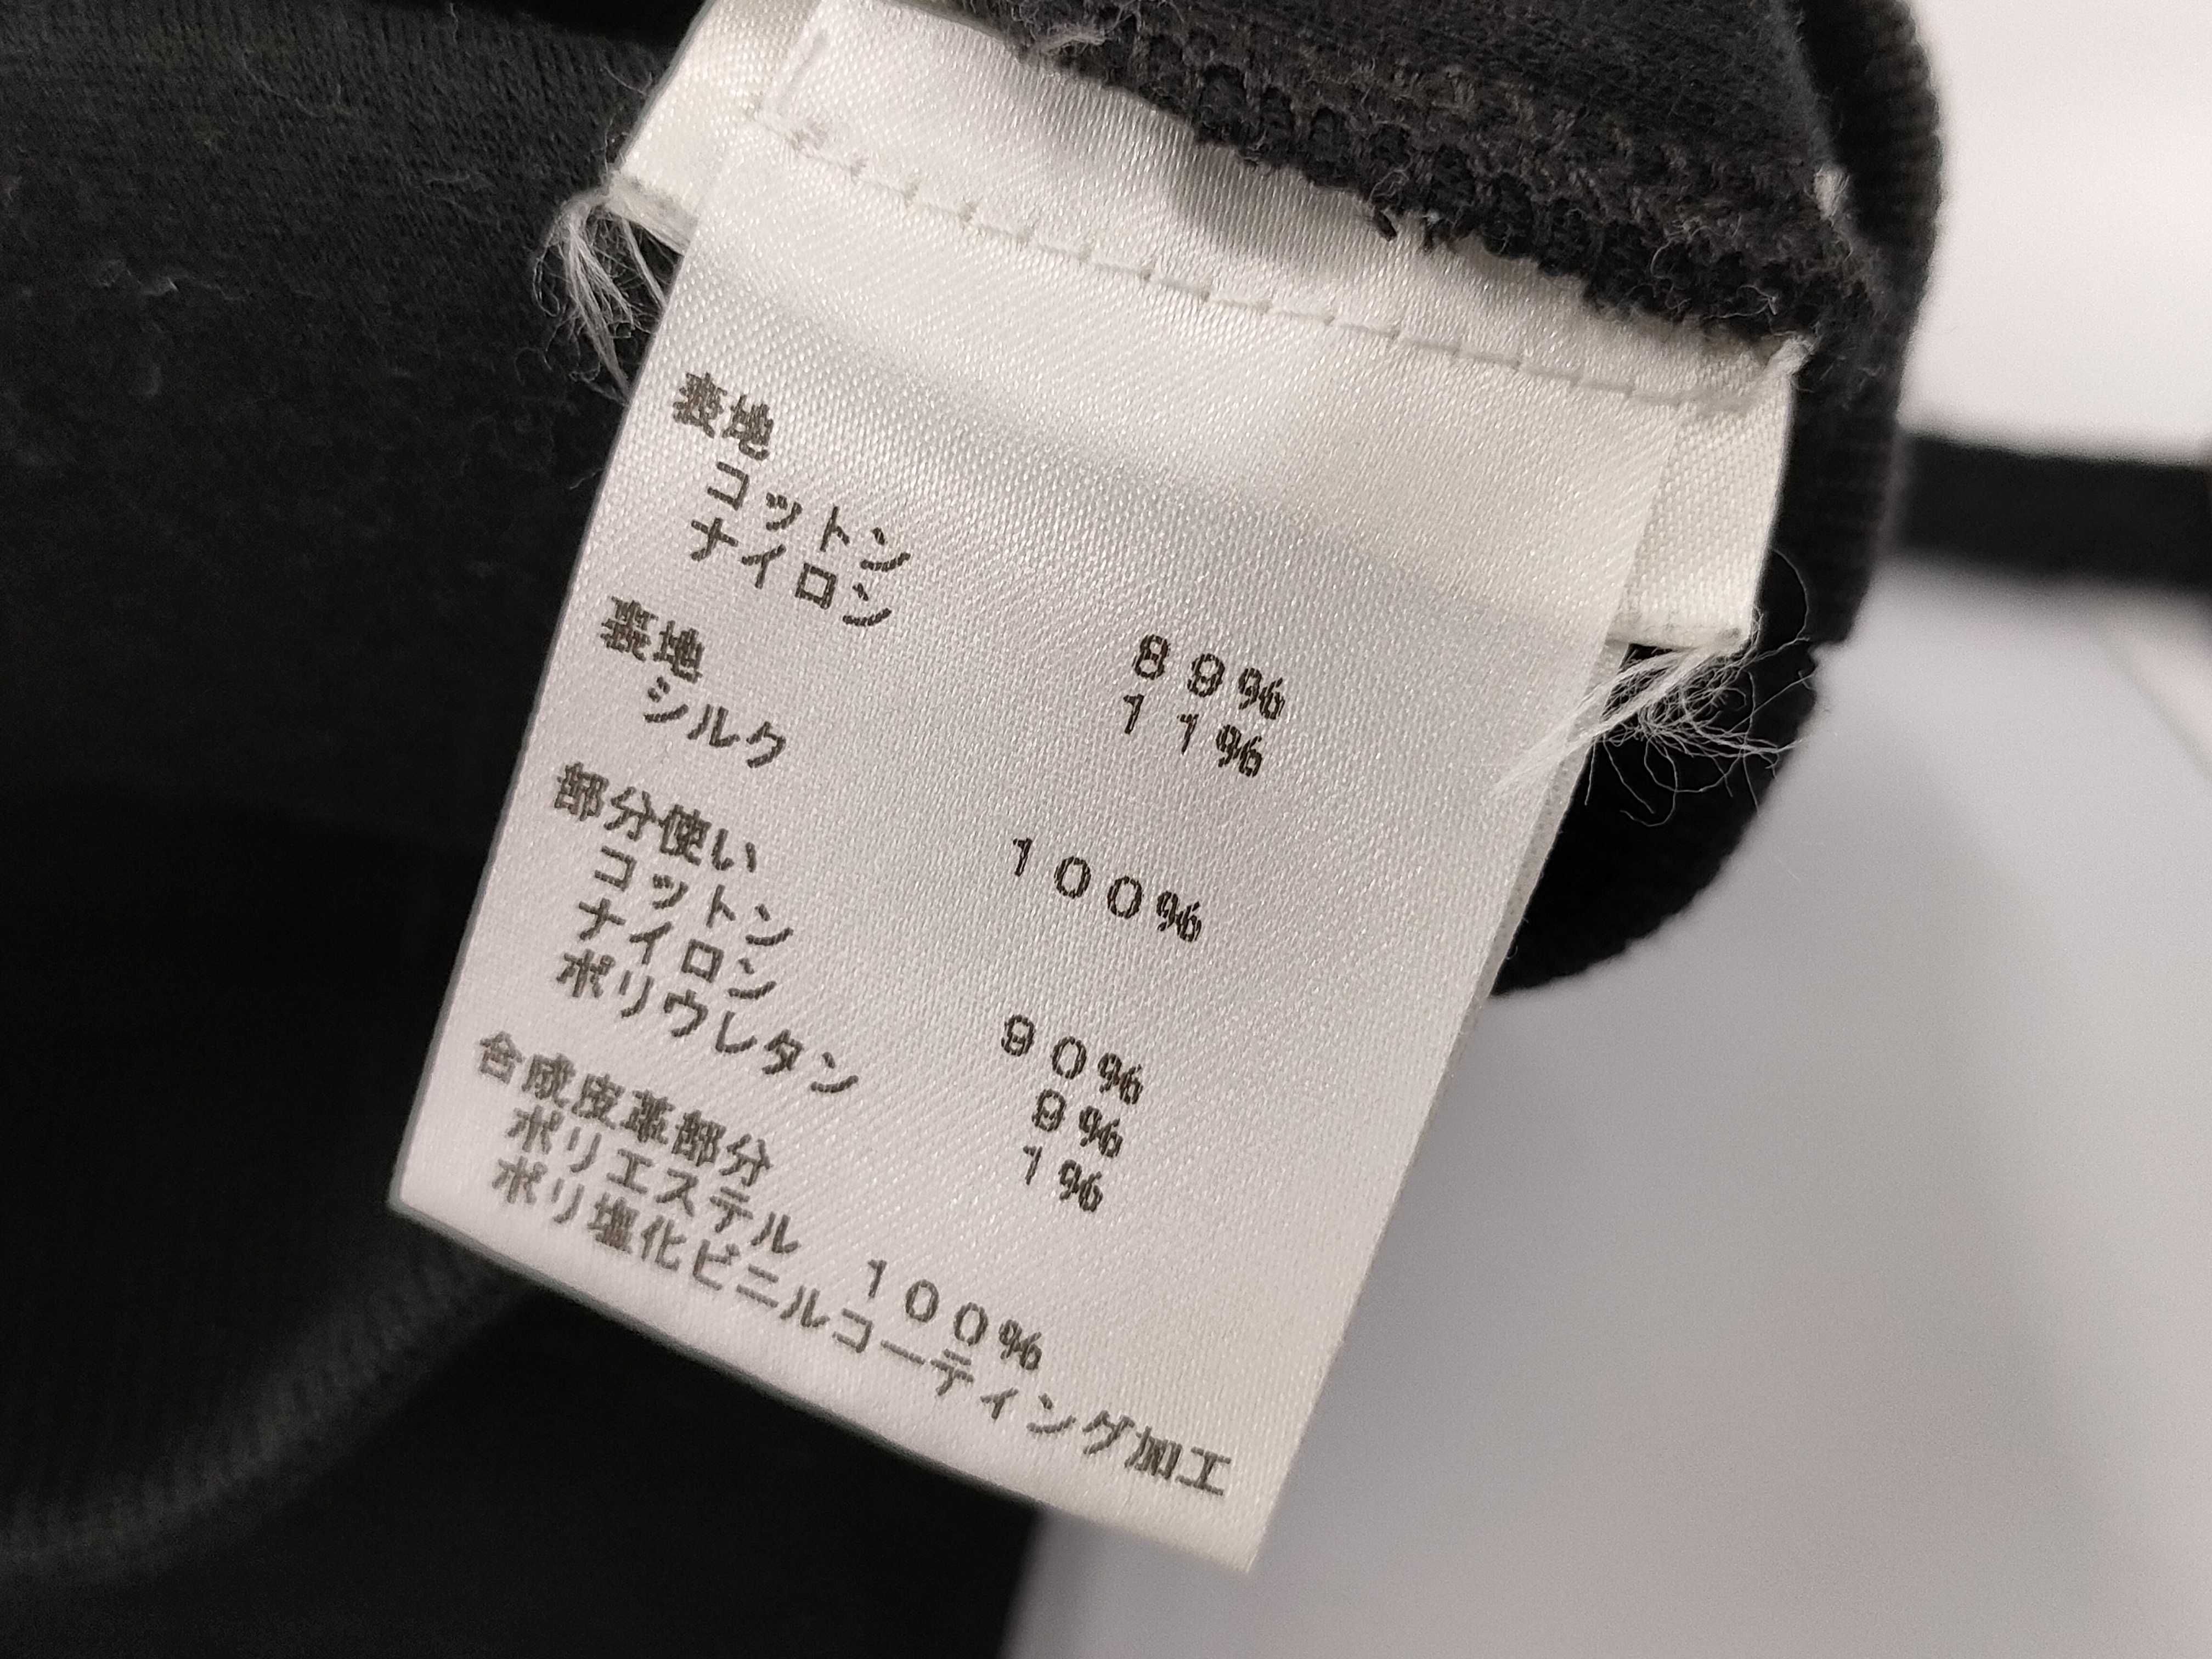 表地
コットン 89%
ナイロン 11%
裏地
シルク 100%
部分使い
コットン 90%
ナイロン 9%
ポリウレタン 1%
合成皮革部分
ポリエステル 100%
ポリ塩化ビニルコーティング加工